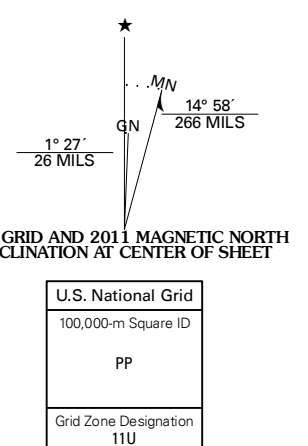 ★
MN
GN
14° 58´
266 MILS
1° 27´
26 MILS
GRID AND 2011 MAGNETIC NORTH
CLINATION AT CENTER OF SHEET
U.S. National Grid
100,000-m Square ID
PP
Grid Zone Designation
11U